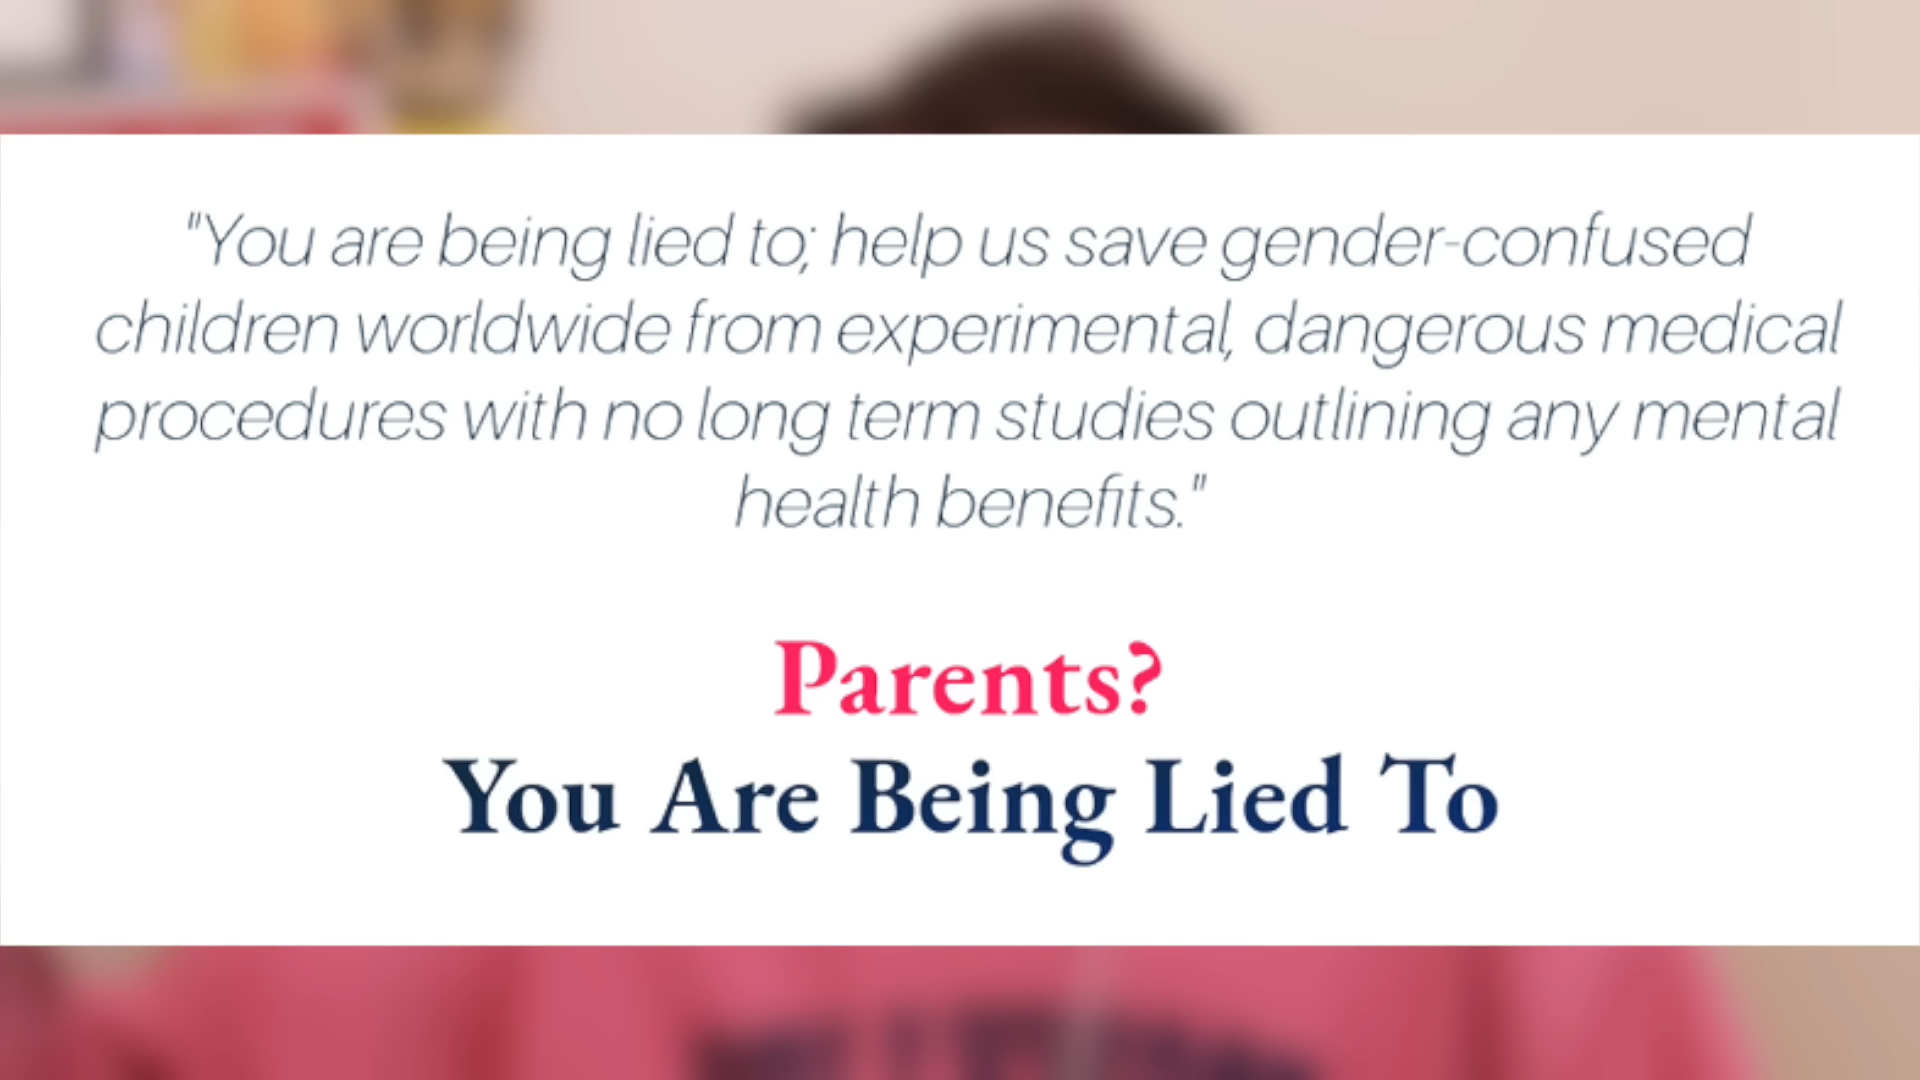 "You are being lied to; help us save gender-confused
children worldwide from experimental, dangerous medical
procedures with no long term studies outlining any mental
health benefits."
Parents?
You Are Being Lied To